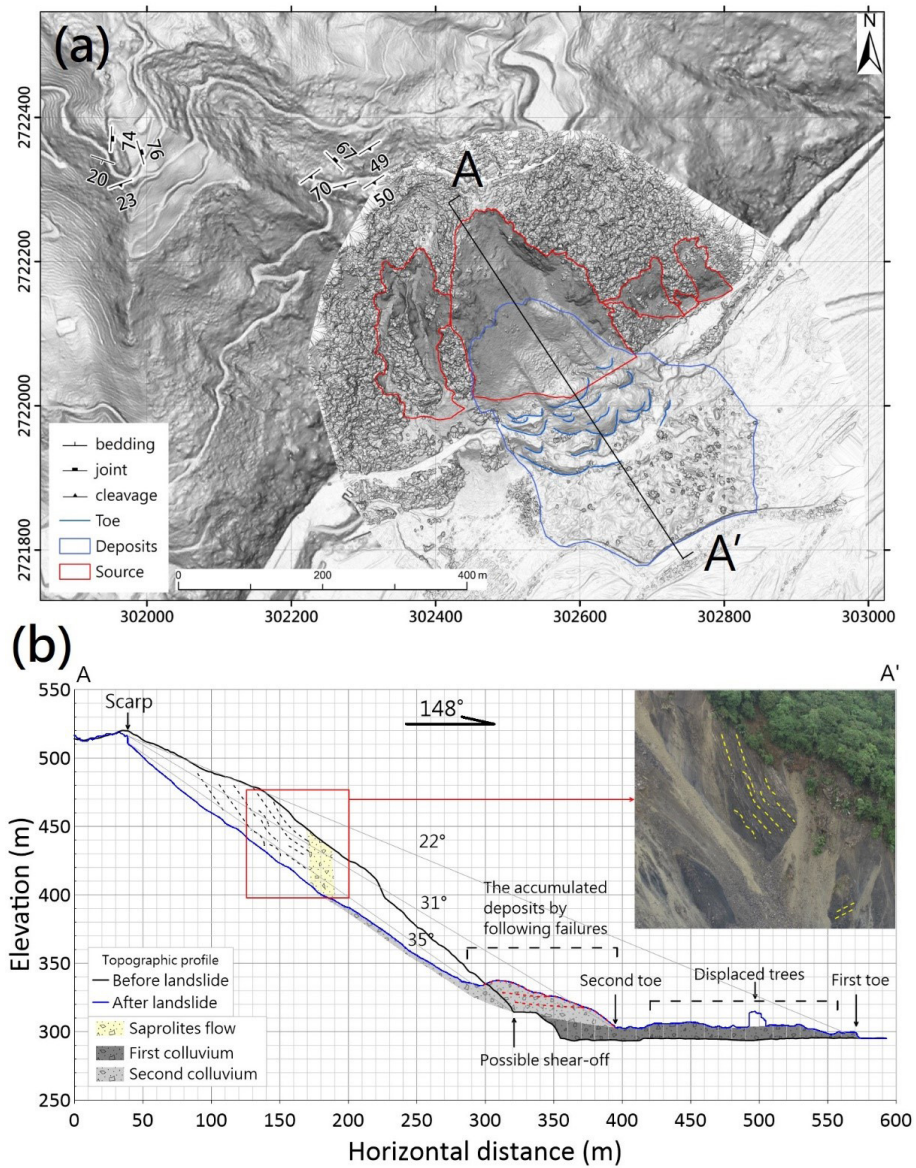 (a)
N
2722400
2722200
2722000
2721800
74
76
20
23
67
49
70
50
A
A'
bedding
joint
cleavage
Toe
Deposits
Source
0
200
400 m
302000
302200
302400
302600
302800
303000
(b)
A
A'
550
500
450
400
350
300
250
Elevation (m)
Scarp
148°
22°
31°
35°
The accumulated
deposits by
following failures
Second toe
Displaced trees
First toe
Possible shear-off
Topographic profile
Before landslide
After landslide
Saprolites flow
First colluvium
Second colluvium
0
50
100
150
200
250
300
350
400
450
500
550
600
Horizontal distance (m)